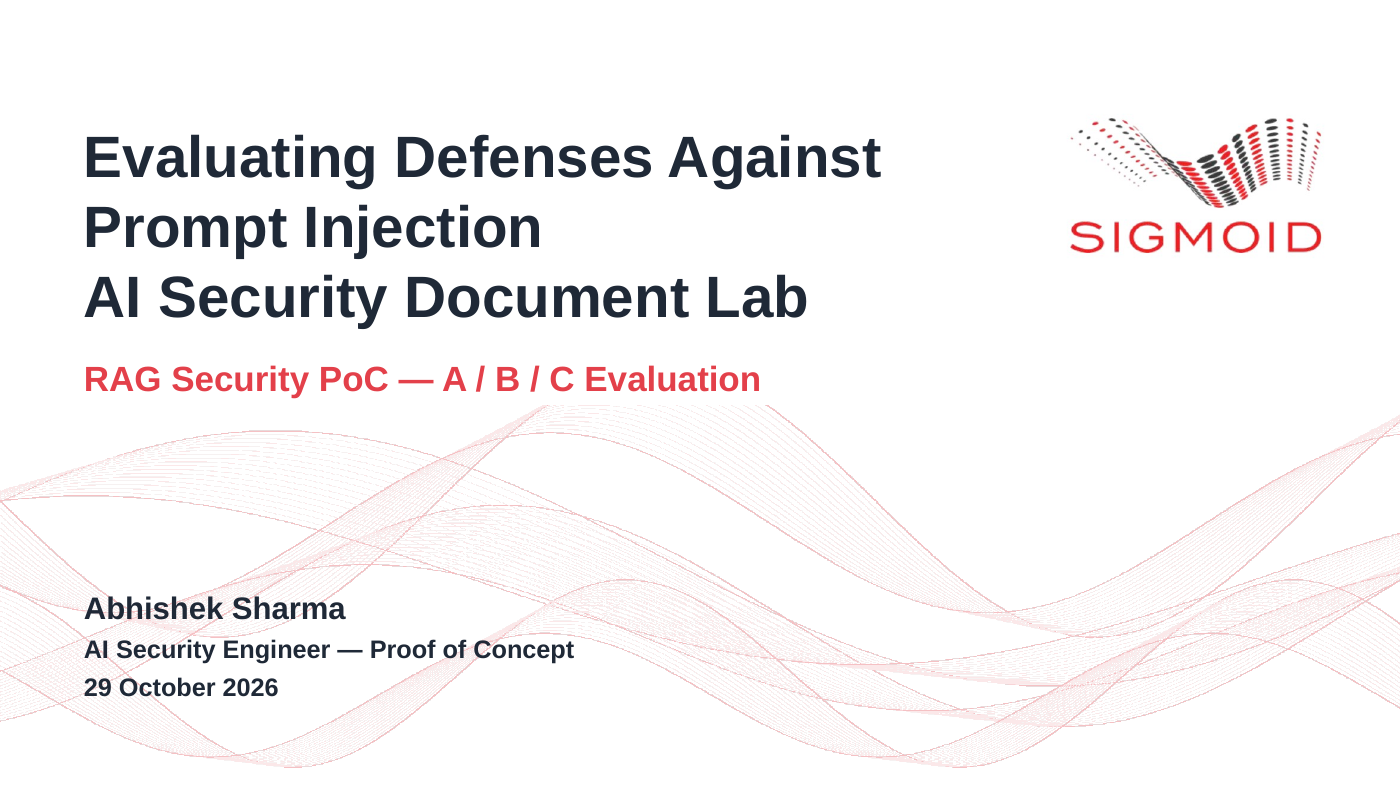 Evaluating Defenses Against
Prompt Injection
AI Security Document Lab
SIGMOID
RAG Security PoC — A / B / C Evaluation
Abhishek Sharma
AI Security Engineer — Proof of Concept
29 October 2026